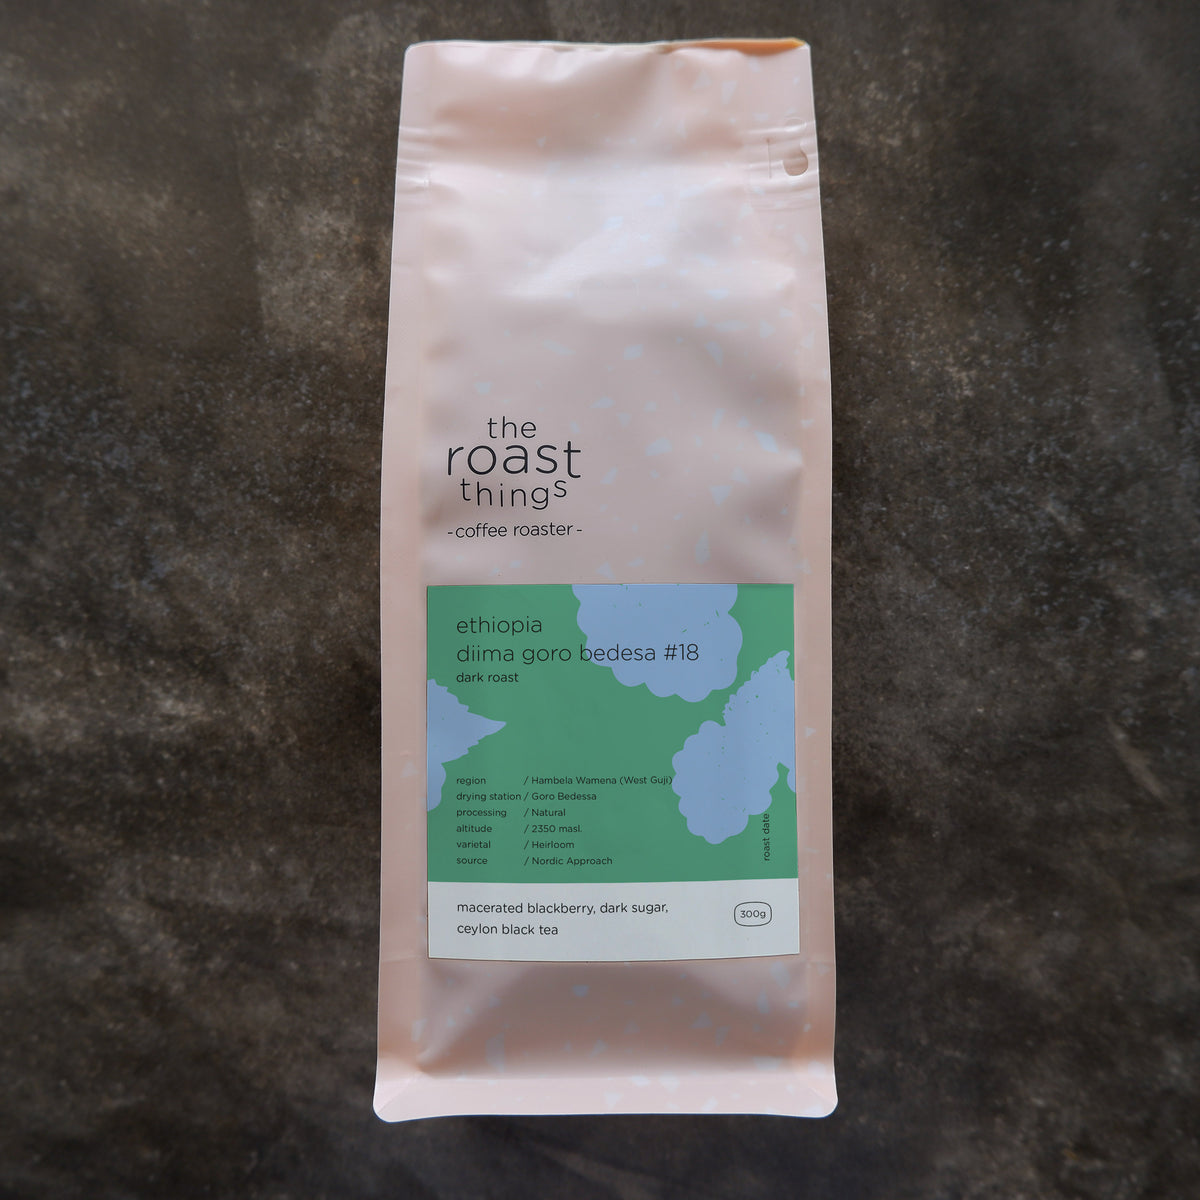 the
roast
things
-coffee roaster-
ethiopia
diima goro bedesa #18
dark roast
region / Hambela Wamena (West Guji)
drying station / Goro Bedessa
processing / Natural
altitude / 2350 masl.
varietal / Heirloom
source / Nordic Approach
roast date
macerated blackberry, dark sugar,
ceylon black tea
300g